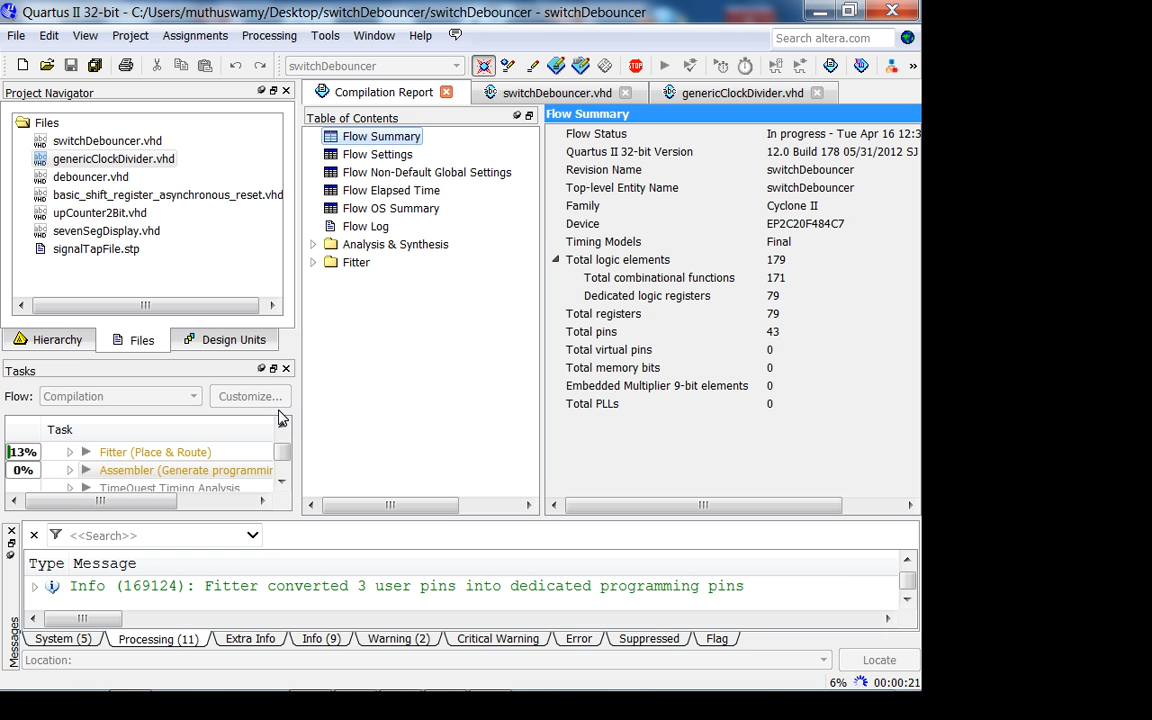 Quartus II 32-bit - C:/Users/muthuswamy/Desktop/switchDebouncer/switchDebouncer - switchDebouncer
File Edit View Project Assignments Processing Tools Window Help
Search altera.com
switchDebouncer
»
Project Navigator
Files
switchDebouncer.vhd
genericClockDivider.vhd
debouncer.vhd
basic_shift_register_asynchronous_reset.vhd
upCounter2Bit.vhd
sevenSegDisplay.vhd
signalTapFile.stp
Hierarchy Files Design Units
Tasks
Flow: Compilation Customize...
Task
13% Fitter (Place & Route)
0% Assembler (Generate programmin
TimeQuest Timing Analysis
Compilation Report switchDebouncer.vhd genericClockDivider.vhd
Table of Contents
Flow Summary
Flow Settings
Flow Non-Default Global Settings
Flow Elapsed Time
Flow OS Summary
Flow Log
Analysis & Synthesis
Fitter
Flow Summary
Flow Status In progress - Tue Apr 16 12:3
Quartus II 32-bit Version 12.0 Build 178 05/31/2012 SJ
Revision Name switchDebouncer
Top-level Entity Name switchDebouncer
Family Cyclone II
Device EP2C20F484C7
Timing Models Final
Total logic elements 179
Total combinational functions 171
Dedicated logic registers 79
Total registers 79
Total pins 43
Total virtual pins 0
Total memory bits 0
Embedded Multiplier 9-bit elements 0
Total PLLs 0
<<Search>>
Type Message
Info (169124): Fitter converted 3 user pins into dedicated programming pins
System (5) Processing (11) Extra Info Info (9) Warning (2) Critical Warning Error Suppressed Flag
Messages
Location: Locate
6% 00:00:21